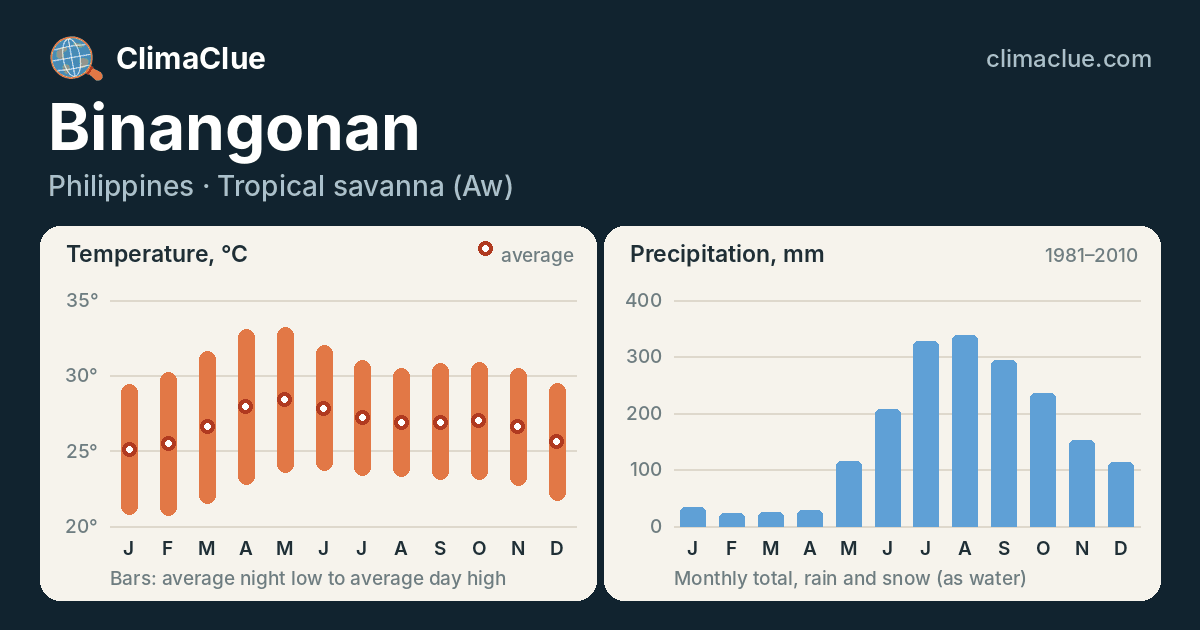 ClimaClue
climaclue.com
Binangonan
Philippines · Tropical savanna (Aw)
Temperature, °C
average
35°
30°
25°
20°
J F M A M J J A S O N D
Bars: average night low to average day high
Precipitation, mm
1981–2010
400
300
200
100
0
J F M A M J J A S O N D
Monthly total, rain and snow (as water)